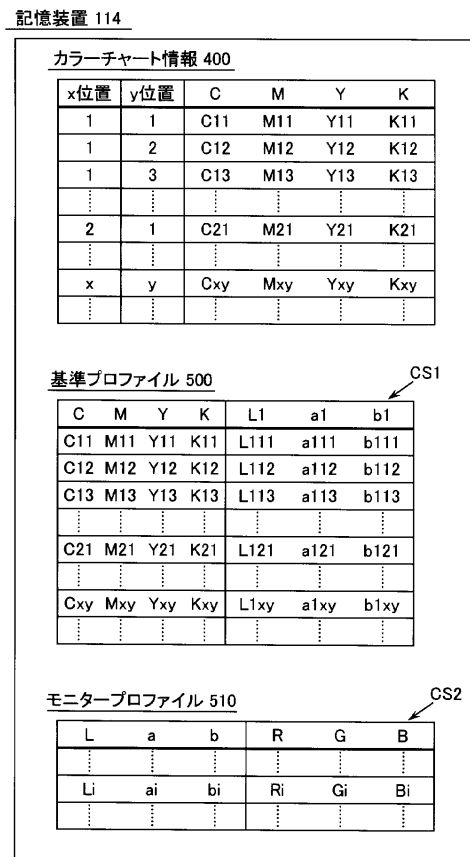 記憶装置 114
カラーチャート情報 400
x位置 y位置 C M Y K
1 1 C11 M11 Y11 K11
1 2 C12 M12 Y12 K12
1 3 C13 M13 Y13 K13
2 1 C21 M21 Y21 K21
x y Cxy Mxy Yxy Kxy
基準プロファイル 500
CS1
C M Y K L1 a1 b1
C11 M11 Y11 K11 L111 a111 b111
C12 M12 Y12 K12 L112 a112 b112
C13 M13 Y13 K13 L113 a113 b113
C21 M21 Y21 K21 L121 a121 b121
Cxy Mxy Yxy Kxy L1xy a1xy b1xy
モニタープロファイル 510
CS2
L a b R G B
Li ai bi Ri Gi Bi